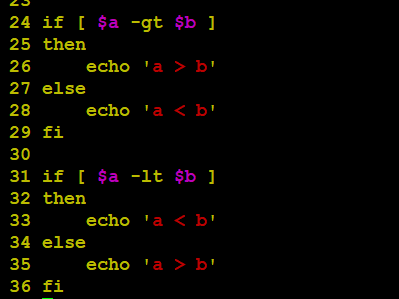 23
24 if [ $a -gt $b ]
25 then
26     echo 'a > b'
27 else
28     echo 'a < b'
29 fi
30
31 if [ $a -lt $b ]
32 then
33     echo 'a < b'
34 else
35     echo 'a > b'
36 fi